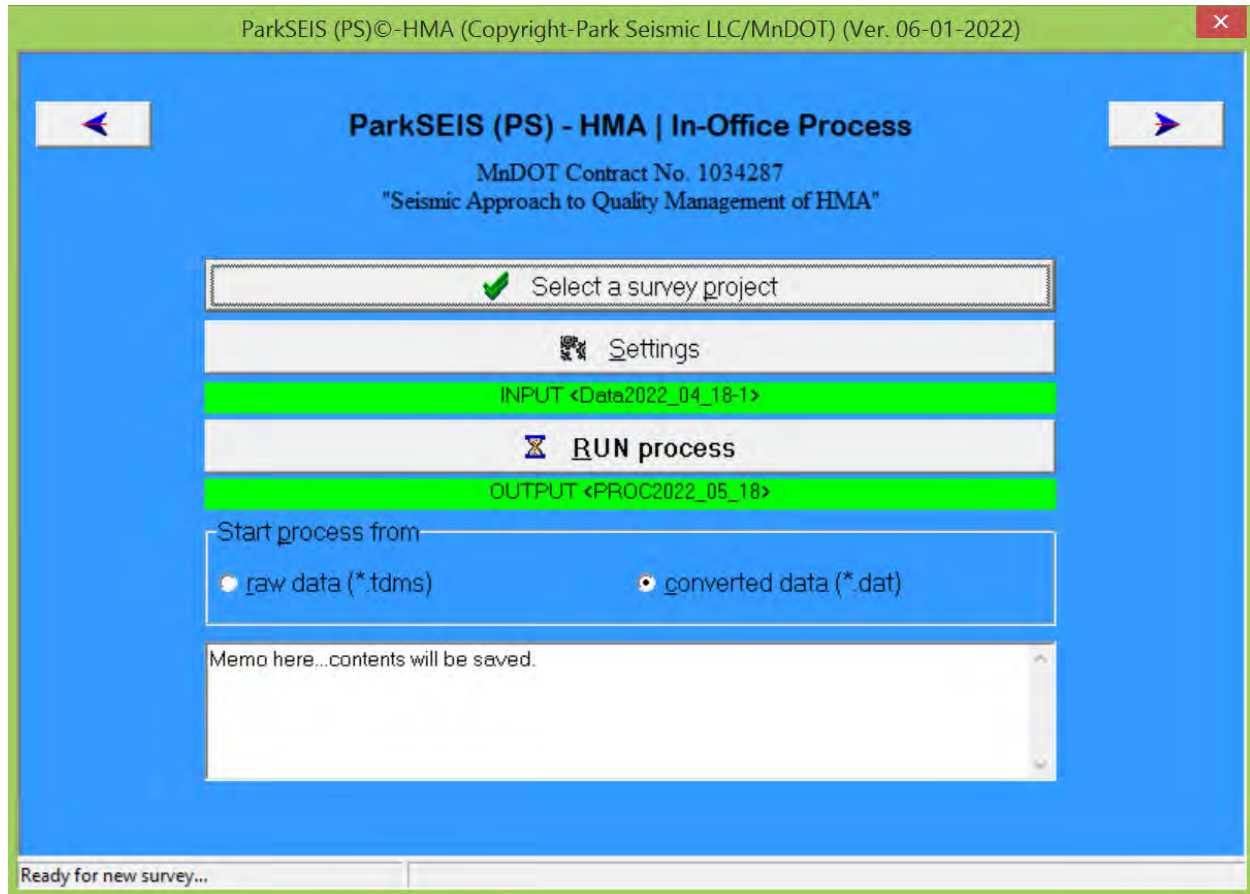 ParkSEIS (PS)©-HMA (Copyright-Park Seismic LLC/MnDOT) (Ver. 06-01-2022)
ParkSEIS (PS) - HMA | In-Office Process
MnDOT Contract No. 1034287
"Seismic Approach to Quality Management of HMA"
Select a survey project
Settings
INPUT <Data2022_04_18-1>
RUN process
OUTPUT <PROC2022_05_18>
Start process from
raw data (*.tdms)
converted data (*.dat)
Memo here...contents will be saved.
Ready for new survey...